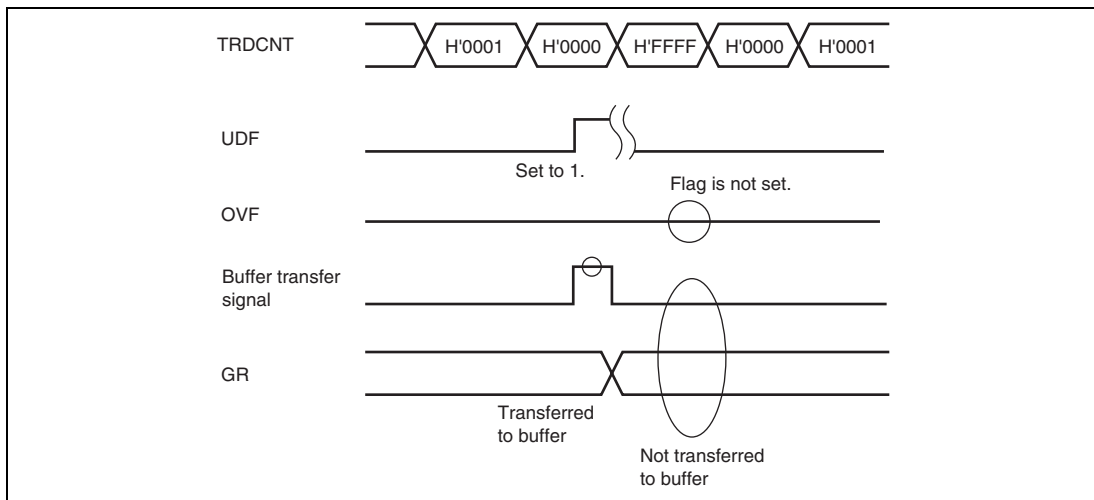 TRDCNT
H'0001 H'0000 H'FFFF H'0000 H'0001
UDF
Set to 1.
Flag is not set.
OVF
Buffer transfer
signal
GR
Transferred
to buffer
Not transferred
to buffer